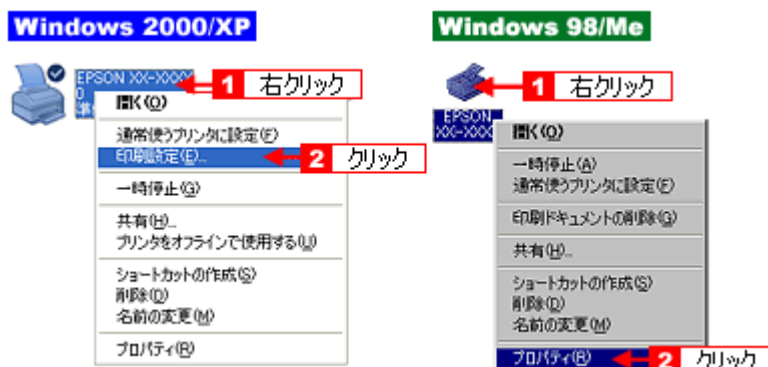 Windows 2000/XP
EPSON XX-XXXX
1 右クリック
0
準備
開く(O)
通常使うプリンタに設定(F)
印刷設定(E)...
2 クリック
一時停止(G)
共有(H)...
プリンタをオフラインで使用する(U)
ショートカットの作成(S)
削除(D)
名前の変更(M)
プロパティ(R)
Windows 98/Me
1 右クリック
EPSON
XX-XXX
開く(O)
一時停止(A)
通常使うプリンタに設定(F)
印刷ドキュメントの削除(G)
共有(H)...
ショートカットの作成(S)
削除(D)
名前の変更(M)
プロパティ(R)
2 クリック